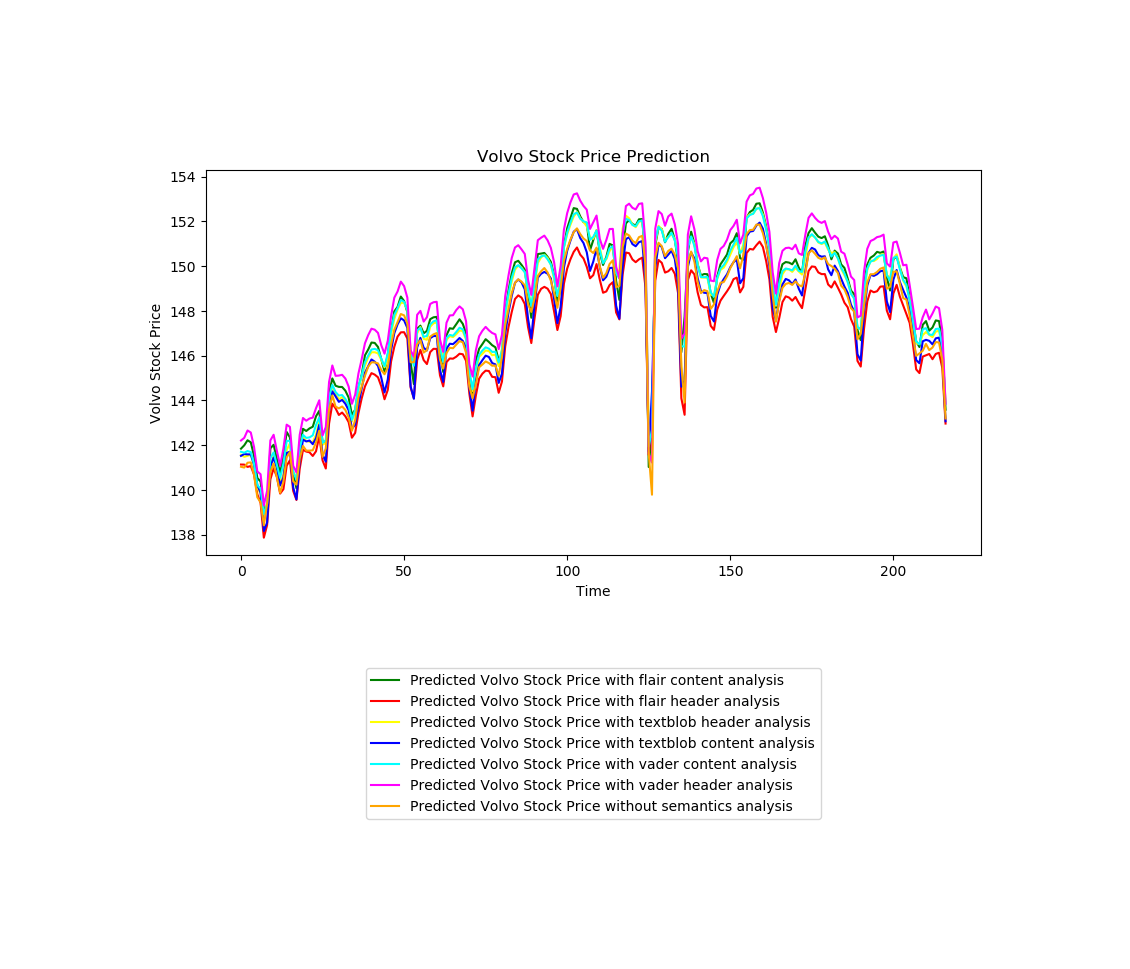 Volvo Stock Price Prediction
Volvo Stock Price
154
152
150
148
146
144
142
140
138
0 50 100 150 200
Time
Predicted Volvo Stock Price with flair content analysis
Predicted Volvo Stock Price with flair header analysis
Predicted Volvo Stock Price with textblob header analysis
Predicted Volvo Stock Price with textblob content analysis
Predicted Volvo Stock Price with vader content analysis
Predicted Volvo Stock Price with vader header analysis
Predicted Volvo Stock Price without semantics analysis